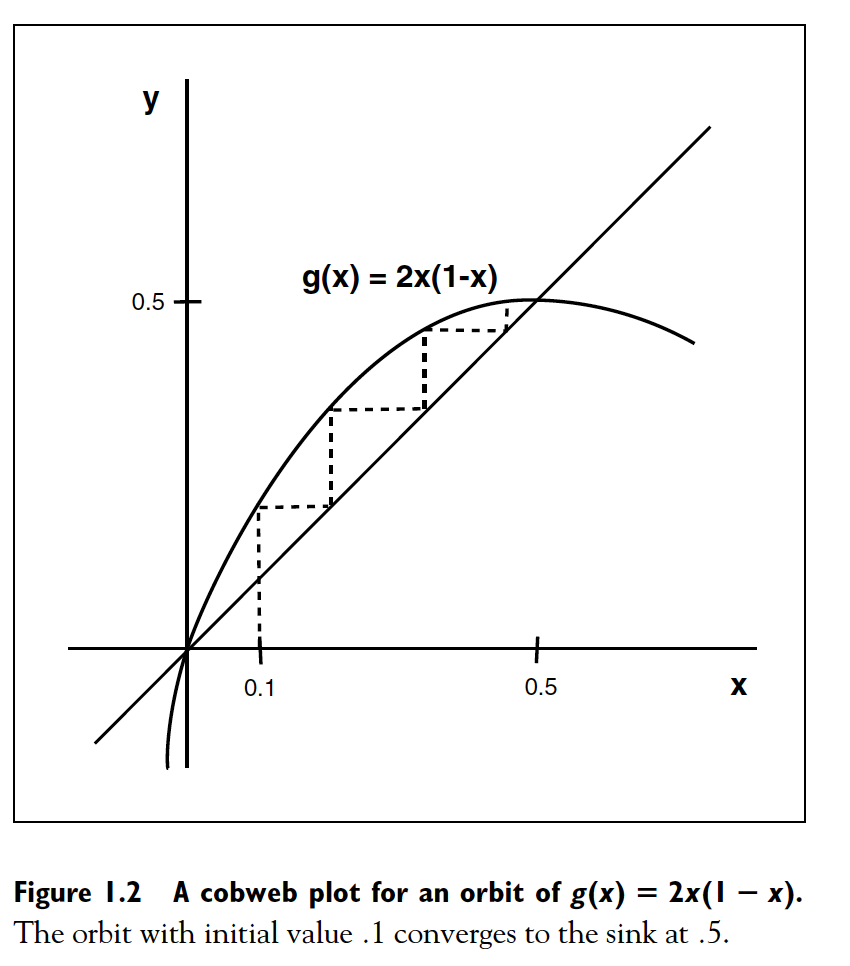 y
g(x) = 2x(1-x)
0.5
0.1
0.5
x
Figure 1.2 A cobweb plot for an orbit of g(x) = 2x(1 − x).
The orbit with initial value .1 converges to the sink at .5.